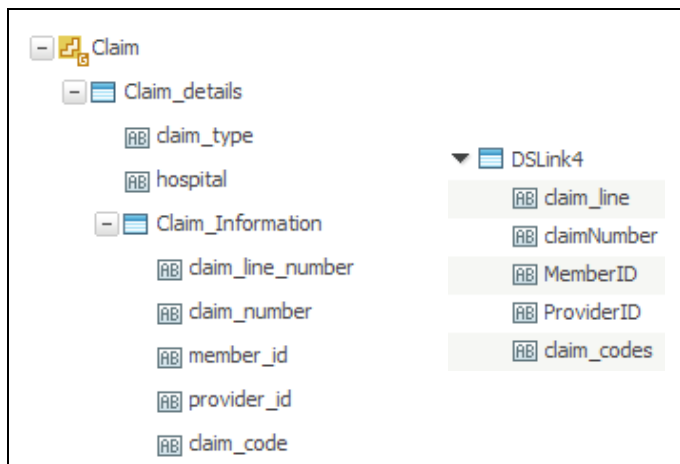 Claim
Claim_details
claim_type
hospital
Claim_Information
claim_line_number
claim_number
member_id
provider_id
claim_code
DSLink4
claim_line
claimNumber
MemberID
ProviderID
claim_codes